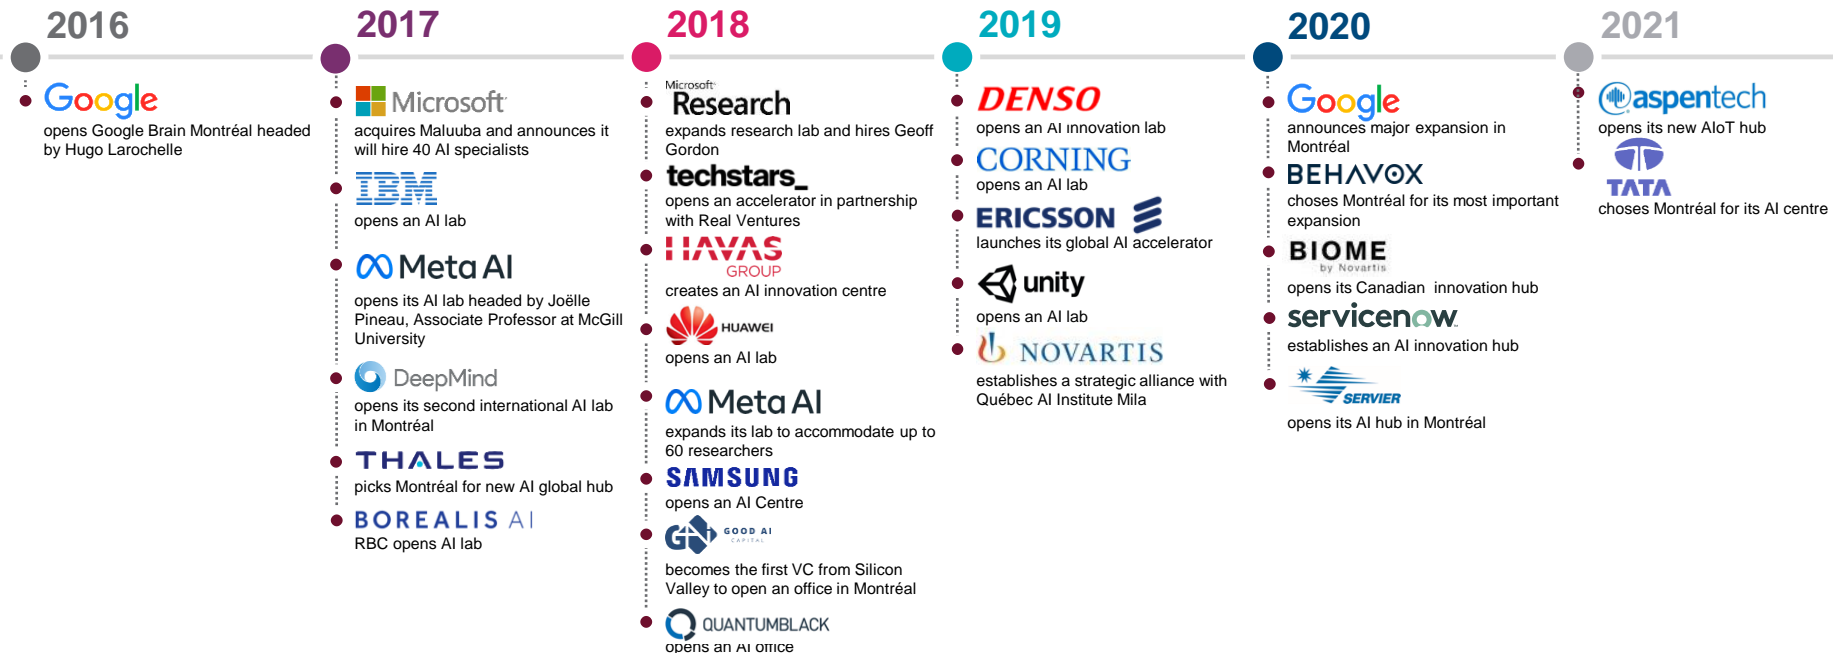 2016
Google
opens Google Brain Montréal headed
by Hugo Larochelle
2017
Microsoft
acquires Maluuba and announces it
will hire 40 AI specialists
IBM
opens an AI lab
Meta AI
opens its AI lab headed by Joëlle
Pineau, Associate Professor at McGill
University
DeepMind
opens its second international AI lab
in Montréal
THALES
picks Montréal for new AI global hub
BOREALIS AI
RBC opens AI lab
2018
Microsoft
Research
expands research lab and hires Geoff
Gordon
techstars_
opens an accelerator in partnership
with Real Ventures
HAVAS
GROUP
creates an AI innovation centre
HUAWEI
opens an AI lab
Meta AI
expands its lab to accommodate up to
60 researchers
SAMSUNG
opens an AI Centre
GAi GOOD AI
CAPITAL
becomes the first VC from Silicon
Valley to open an office in Montréal
QUANTUMBLACK
opens an AI office
2019
DENSO
opens an AI innovation lab
CORNING
opens an AI lab
ERICSSON
launches its global AI accelerator
unity
opens an AI lab
NOVARTIS
establishes a strategic alliance with
Québec AI Institute Mila
2020
Google
announces major expansion in
Montréal
BEHAVOX
choses Montréal for its most important
expansion
BIOME
by Novartis
opens its Canadian innovation hub
servicenow
establishes an AI innovation hub
SERVIER
opens its AI hub in Montréal
2021
aspentech
opens its new AIoT hub
TATA
choses Montréal for its AI centre